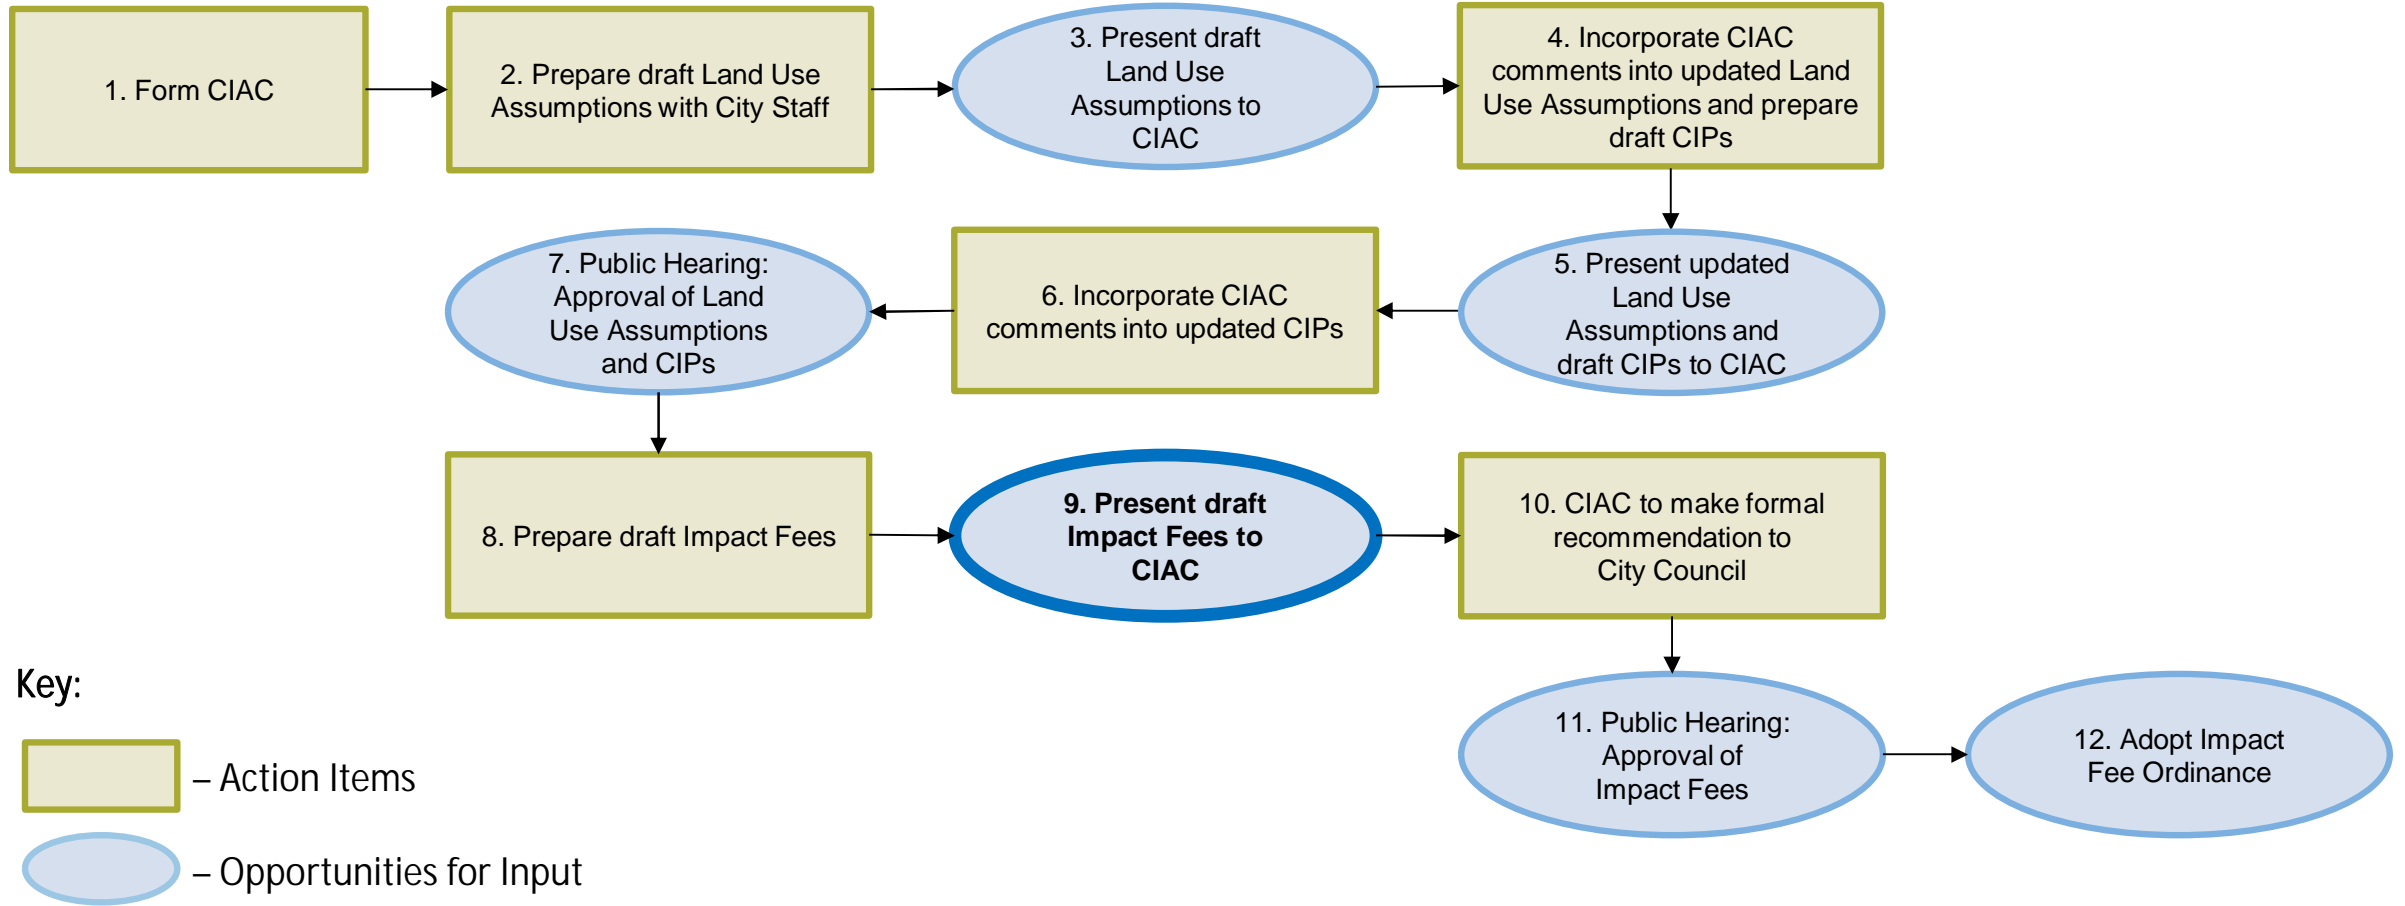 1. Form CIAC
2. Prepare draft Land Use
Assumptions with City Staff
3. Present draft
Land Use
Assumptions to
CIAC
4. Incorporate CIAC
comments into updated Land
Use Assumptions and prepare
draft CIPs
5. Present updated
Land Use
Assumptions and
draft CIPs to CIAC
6. Incorporate CIAC
comments into updated CIPs
7. Public Hearing:
Approval of Land
Use Assumptions
and CIPs
8. Prepare draft Impact Fees
9. Present draft
Impact Fees to
CIAC
10. CIAC to make formal
recommendation to
City Council
11. Public Hearing:
Approval of
Impact Fees
12. Adopt Impact
Fee Ordinance
Key:
– Action Items
– Opportunities for Input